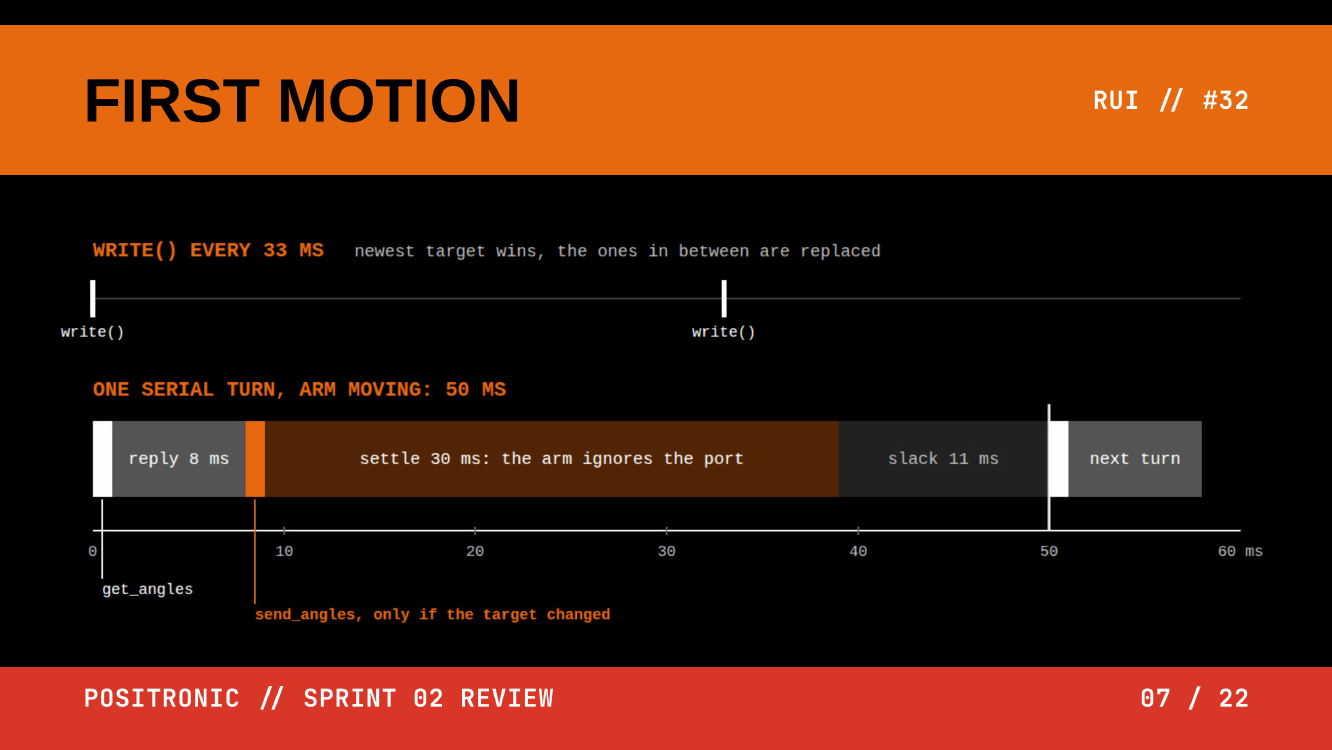 FIRST MOTION
RUI // #32
WRITE() EVERY 33 MS newest target wins, the ones in between are replaced
write() write()
ONE SERIAL TURN, ARM MOVING: 50 MS
reply 8 ms settle 30 ms: the arm ignores the port slack 11 ms next turn
0 10 20 30 40 50 60 ms
get_angles
send_angles, only if the target changed
POSITRONIC // SPRINT 02 REVIEW
07 / 22